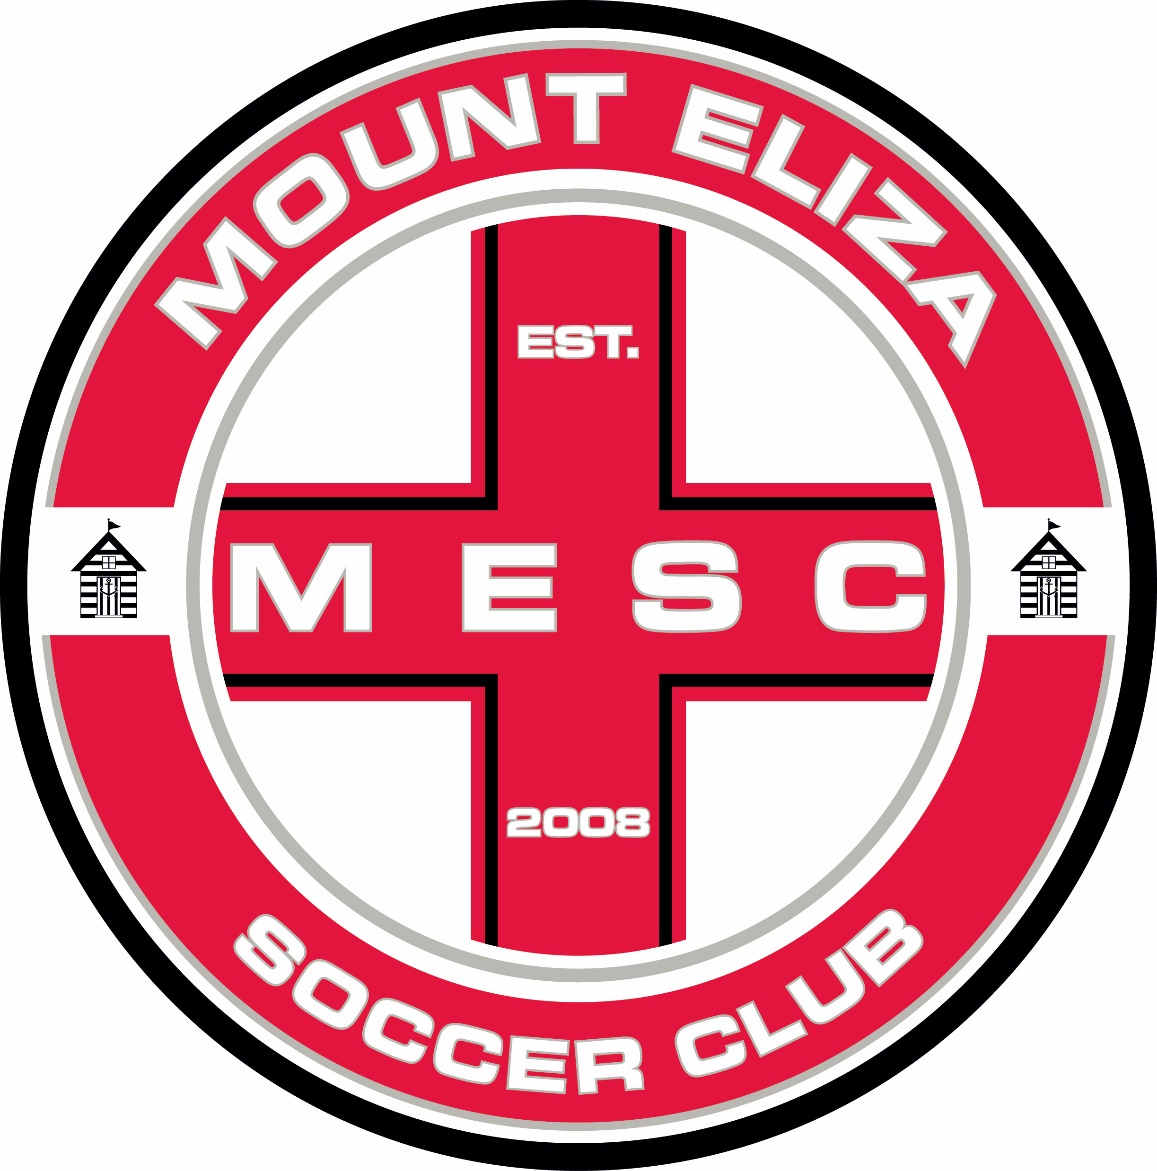 MOUNT ELIZA
EST.
MESC
2008
SOCCER CLUB